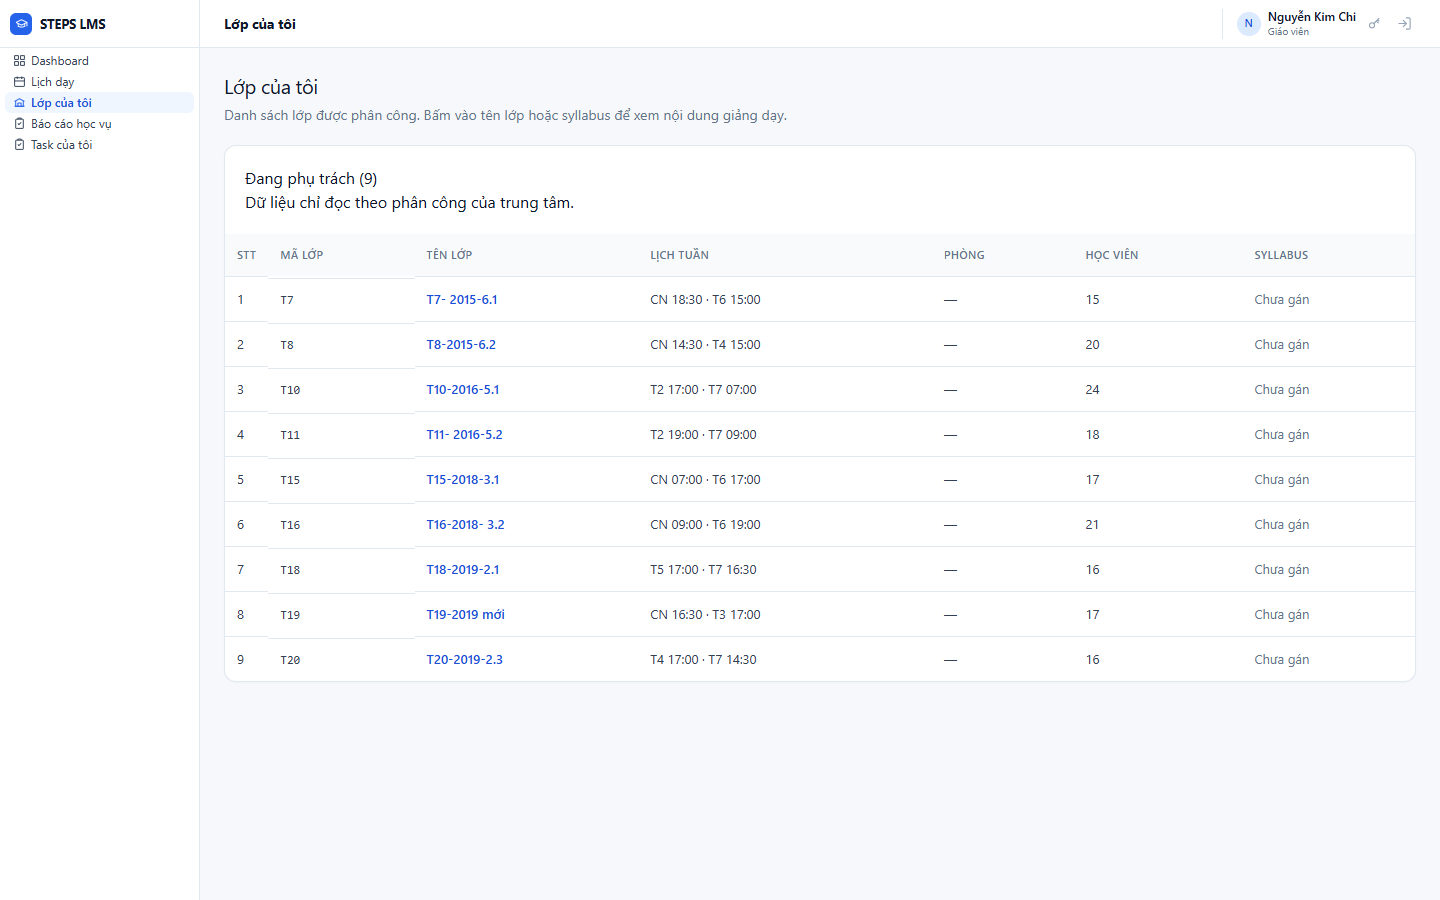 STEPS LMS
Lớp của tôi
N
Nguyễn Kim Chi
Giáo viên
Dashboard
Lịch dạy
Lớp của tôi
Báo cáo học vụ
Task của tôi
Lớp của tôi
Danh sách lớp được phân công. Bấm vào tên lớp hoặc syllabus để xem nội dung giảng dạy.
Đang phụ trách (9)
Dữ liệu chỉ đọc theo phân công của trung tâm.
STT MÃ LỚP TÊN LỚP LỊCH TUẦN PHÒNG HỌC VIÊN SYLLABUS
1 T7 T7- 2015-6.1 CN 18:30 · T6 15:00 — 15 Chưa gán
2 T8 T8-2015-6.2 CN 14:30 · T4 15:00 — 20 Chưa gán
3 T10 T10-2016-5.1 T2 17:00 · T7 07:00 — 24 Chưa gán
4 T11 T11- 2016-5.2 T2 19:00 · T7 09:00 — 18 Chưa gán
5 T15 T15-2018-3.1 CN 07:00 · T6 17:00 — 17 Chưa gán
6 T16 T16-2018- 3.2 CN 09:00 · T6 19:00 — 21 Chưa gán
7 T18 T18-2019-2.1 T5 17:00 · T7 16:30 — 16 Chưa gán
8 T19 T19-2019 mới CN 16:30 · T3 17:00 — 17 Chưa gán
9 T20 T20-2019-2.3 T4 17:00 · T7 14:30 — 16 Chưa gán